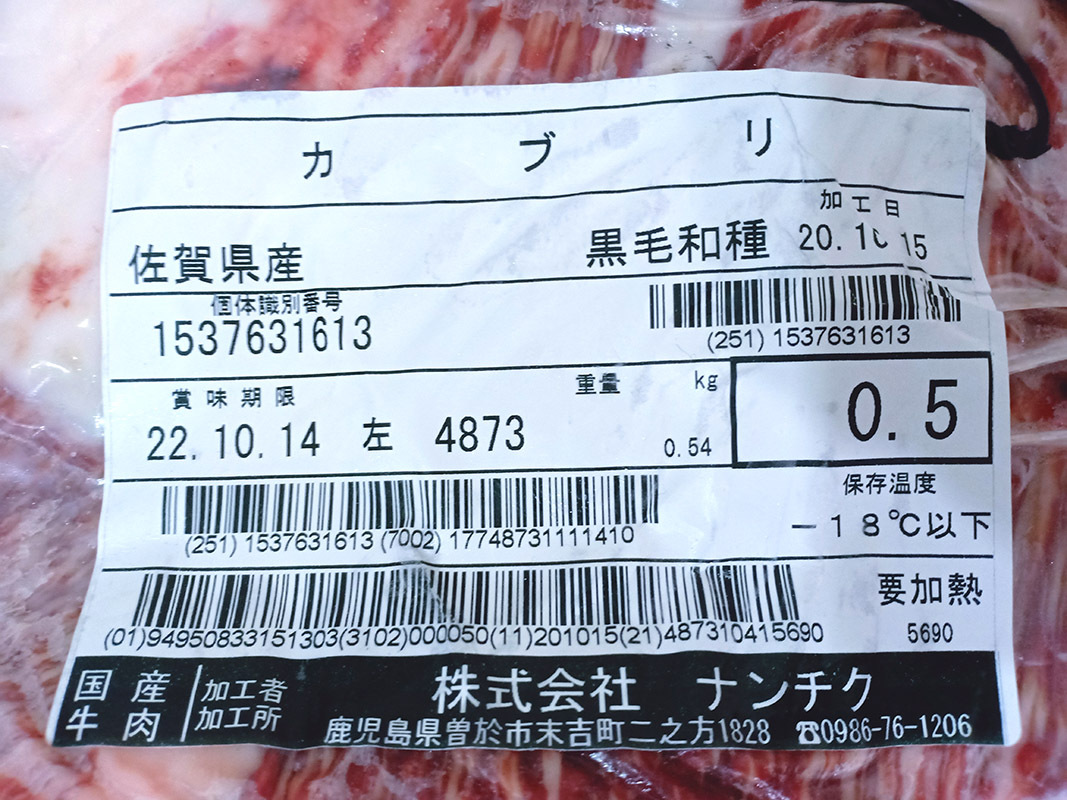 カブリ
佐賀県産 黒毛和種 加工日 20.10.15
個体識別番号
1537631613
(251) 1537631613
賞味期限 重量 kg
22.10.14 左 4873 0.54 0.5
保存温度
−18℃以下
(251) 1537631613 (7002) 17748731111410
要加熱
5690
(01)94950833151303(3102)000050(11)201015(21)487310415690
国産牛肉 加工者 加工所 株式会社 ナンチク
鹿児島県曽於市末吉町二之方1828 ☎0986-76-1206